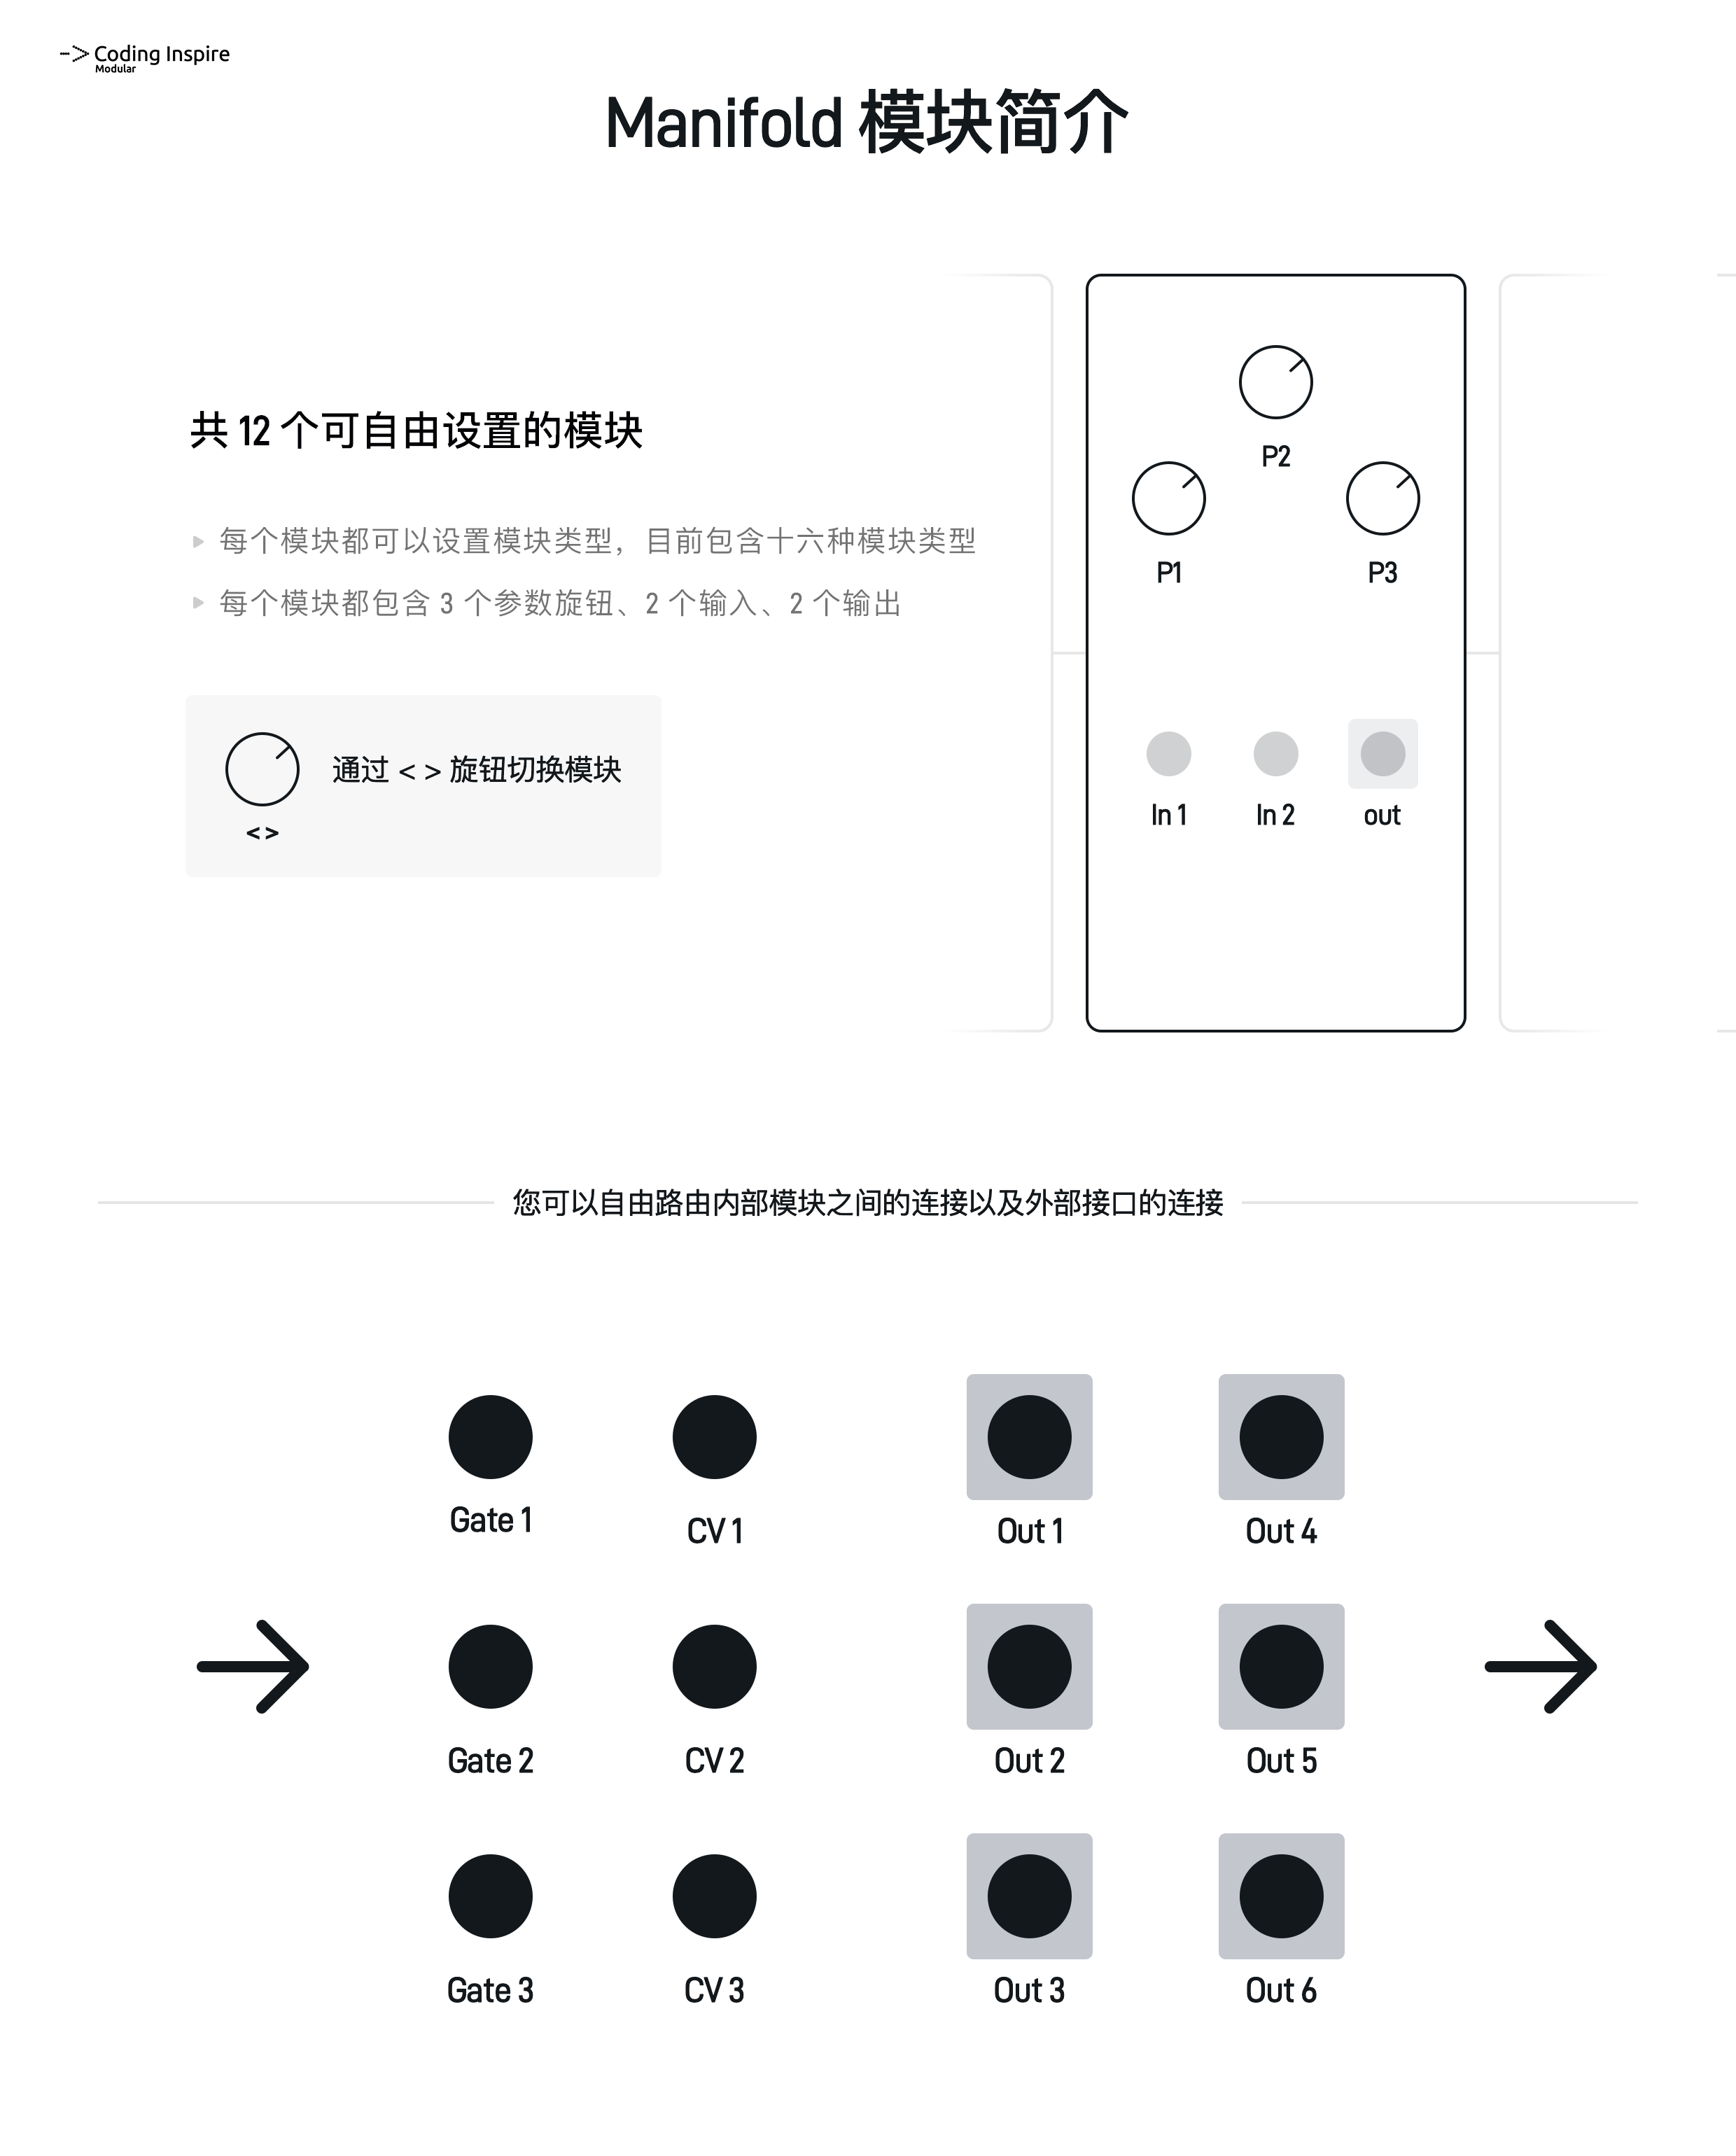 Coding Inspire
Modular
Manifold 模块简介
共 12 个可自由设置的模块
每个模块都可以设置模块类型，目前包含十六种模块类型
每个模块都包含 3 个参数旋钮、2 个输入、2 个输出
通过 < > 旋钮切换模块
< >
P2
P1
P3
In 1
In 2
out
您可以自由路由内部模块之间的连接以及外部接口的连接
Gate 1
CV 1
Out 1
Out 4
Gate 2
CV 2
Out 2
Out 5
Gate 3
CV 3
Out 3
Out 6